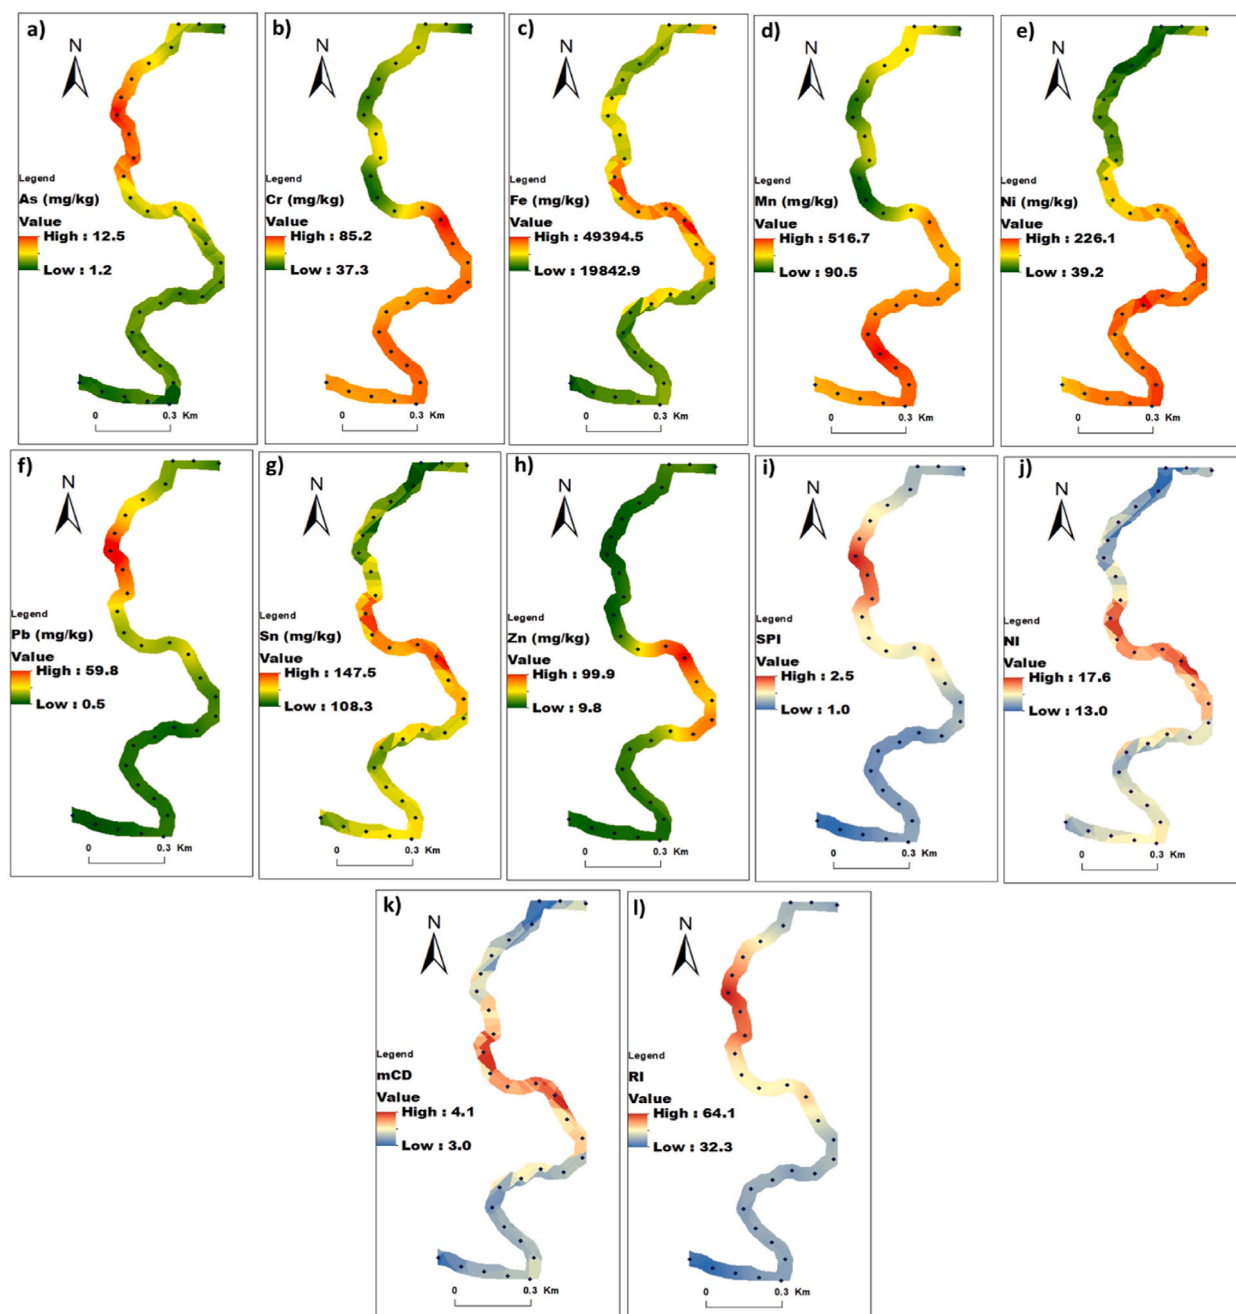 a)
N
Legend
As (mg/kg)
Value
High : 12.5
Low : 1.2
0 0.3 Km
b)
N
Legend
Cr (mg/kg)
Value
High : 85.2
Low : 37.3
0 0.3 Km
c)
N
Legend
Fe (mg/kg)
Value
High : 49394.5
Low : 19842.9
0 0.3 Km
d)
N
Legend
Mn (mg/kg)
Value
High : 516.7
Low : 90.5
0 0.3 Km
e)
N
Legend
Ni (mg/kg)
Value
High : 226.1
Low : 39.2
0 0.3 Km
f)
N
Legend
Pb (mg/kg)
Value
High : 59.8
Low : 0.5
0 0.3 Km
g)
N
Legend
Sn (mg/kg)
Value
High : 147.5
Low : 108.3
0 0.3 Km
h)
N
Legend
Zn (mg/kg)
Value
High : 99.9
Low : 9.8
0 0.3 Km
i)
N
Legend
SPI
Value
High : 2.5
Low : 1.0
0 0.3 Km
j)
N
Legend
NI
Value
High : 17.6
Low : 13.0
0 0.3 Km
k)
N
Legend
mCD
Value
High : 4.1
Low : 3.0
0 0.3 Km
l)
N
Legend
RI
Value
High : 64.1
Low : 32.3
0 0.3 Km